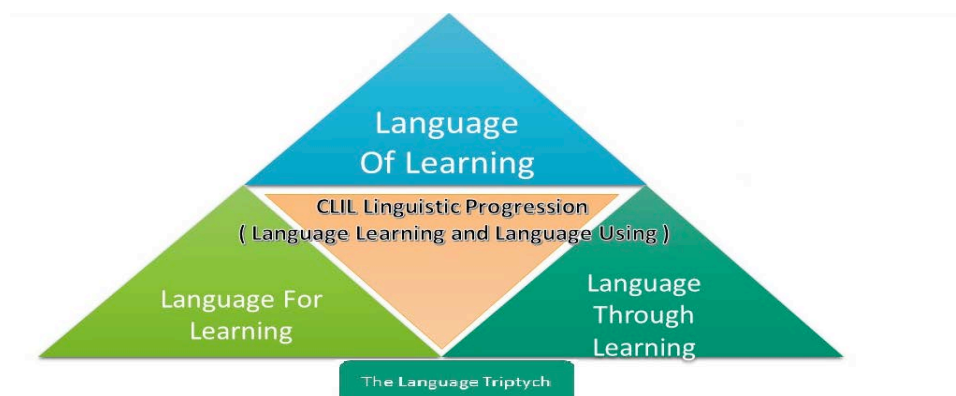 Language
Of Learning
CLIL Linguistic Progression
( Language Learning and Language Using )
Language For
Learning
Language
Through
Learning
The Language Triptych